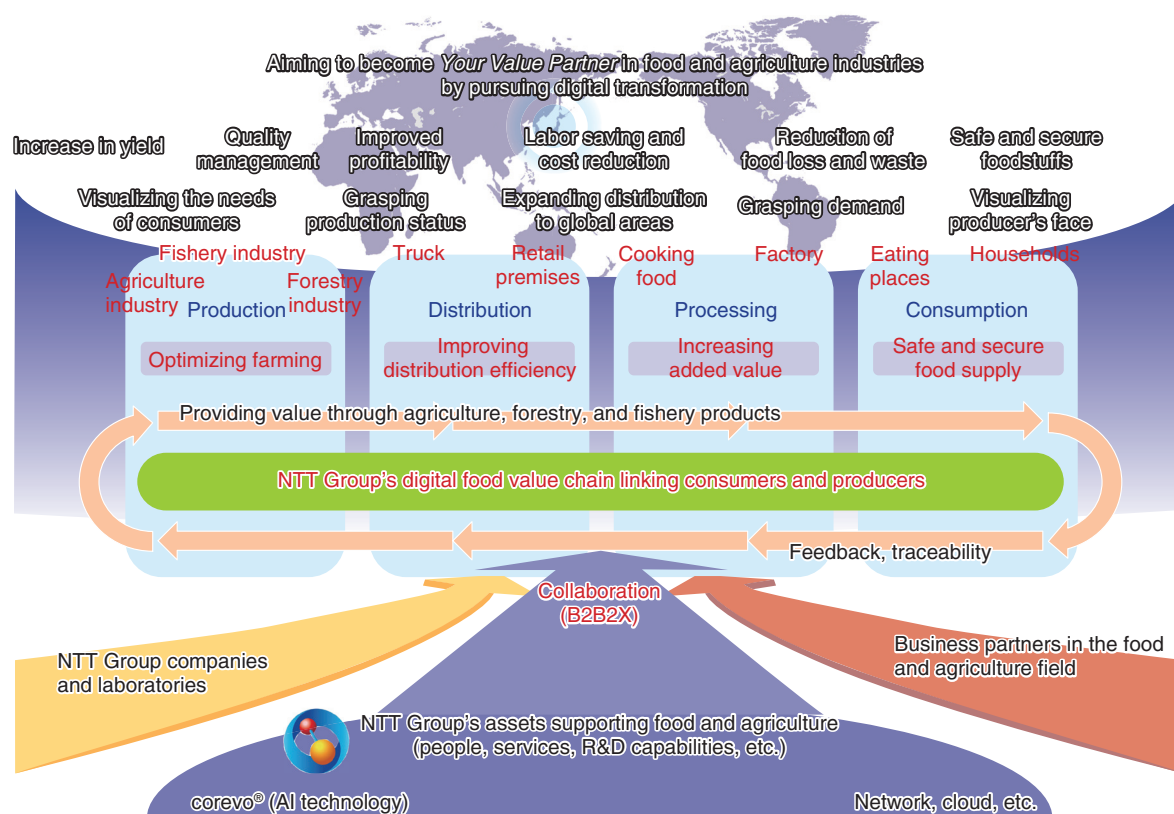 Aiming to become Your Value Partner in food and agriculture industries
by pursuing digital transformation
Increase in yield
Quality
management
Improved
profitability
Labor saving and
cost reduction
Reduction of
food loss and waste
Safe and secure
foodstuffs
Visualizing the needs
of consumers
Grasping
production status
Expanding distribution
to global areas
Grasping demand
Visualizing
producer's face
Fishery industry
Agriculture
industry
Forestry
industry
Production
Optimizing farming
Truck
Retail
premises
Distribution
Improving
distribution efficiency
Cooking
food
Factory
Processing
Increasing
added value
Eating
places
Households
Consumption
Safe and secure
food supply
Providing value through agriculture, forestry, and fishery products
NTT Group's digital food value chain linking consumers and producers
Feedback, traceability
Collaboration
(B2B2X)
NTT Group companies
and laboratories
Business partners in the food
and agriculture field
NTT Group's assets supporting food and agriculture
(people, services, R&D capabilities, etc.)
corevo® (AI technology)
Network, cloud, etc.